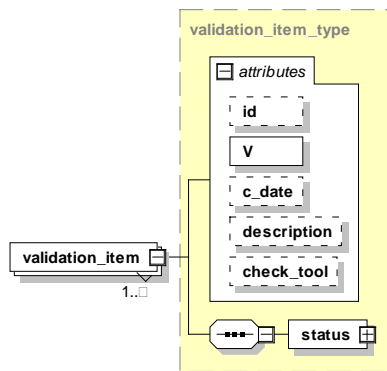 validation_item_type
attributes
id
V
c_date
description
check_tool
validation_item
1..
status